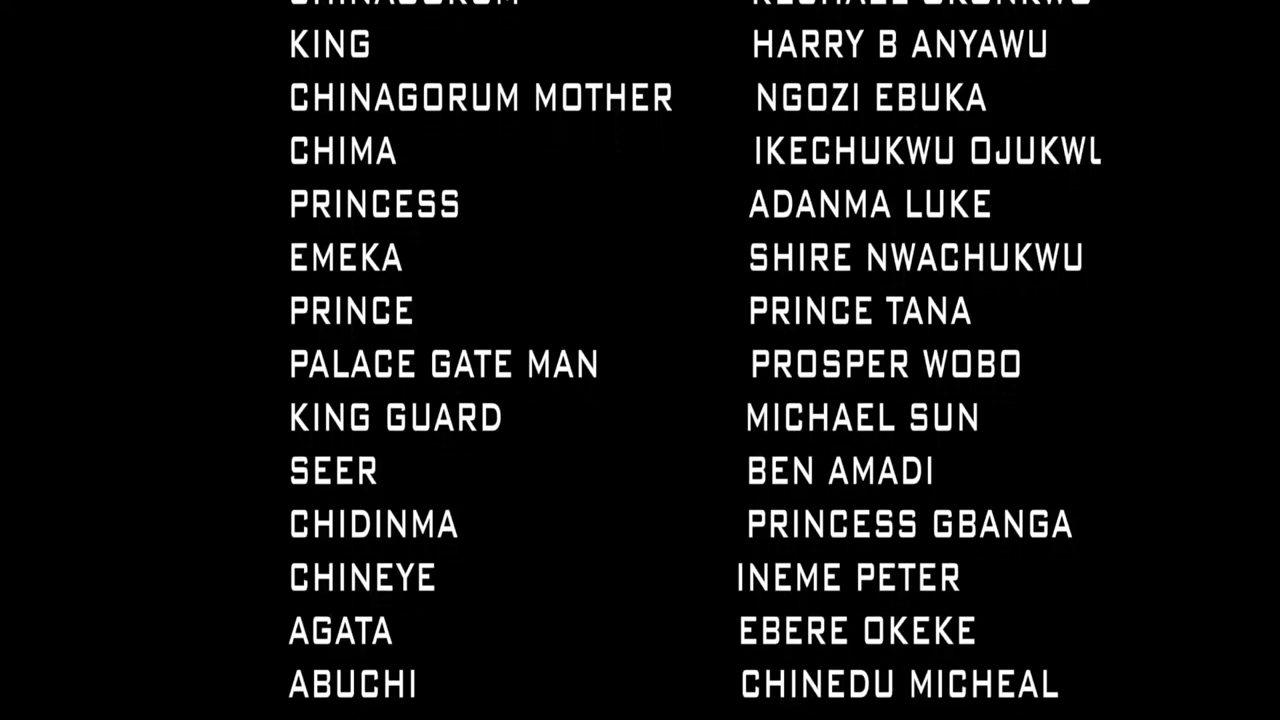 KING HARRY B ANYAWU
CHINAGORUM MOTHER NGOZI EBUKA
CHIMA IKECHUKWU
PRINCESS ADANMA LUKE
EMEKA SHIRE NWACHUKWU
PRINCE PRINCE TANA
PALACE GATE MAN PROSPER WOBO
KING GUARD MICHAEL SUN
SEER BEN AMADI
CHIDINMA PRINCESS GBANGA
CHINEYE INEME PETER
AGATA EBERE OKEKE
ABUCHI CHINEDU MICHEAL